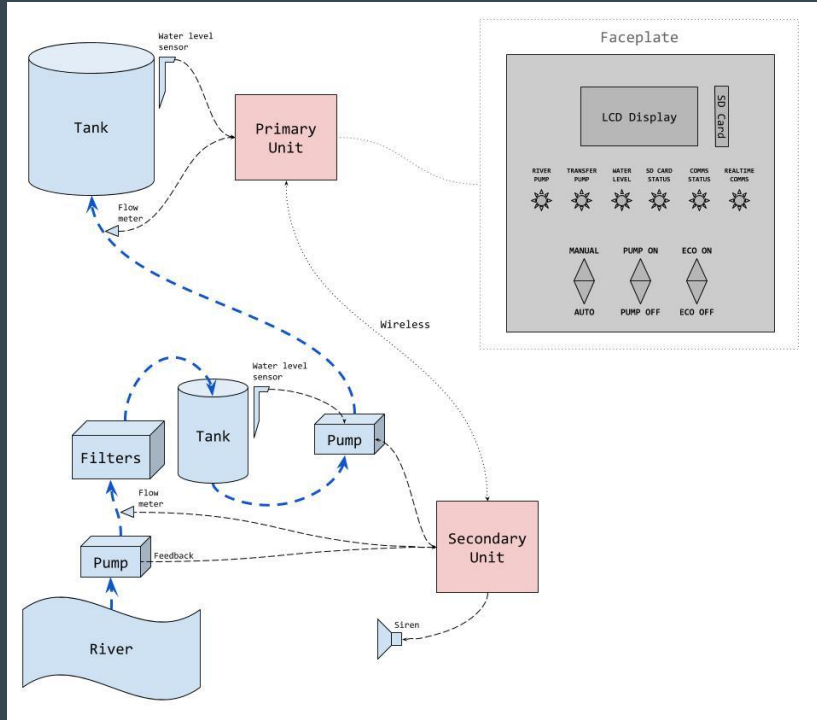 Water level
sensor
Tank
Primary
Unit
Flow
meter
Faceplate
LCD Display
SD Card
RIVER
PUMP
TRANSFER
PUMP
WATER
LEVEL
SD CARD
STATUS
COMMS
STATUS
REALTIME
COMMS
MANUAL
AUTO
PUMP ON
PUMP OFF
ECO ON
ECO OFF
Wireless
Water level
sensor
Tank
Pump
Filters
Flow
meter
Pump
Feedback
Secondary
Unit
Siren
River